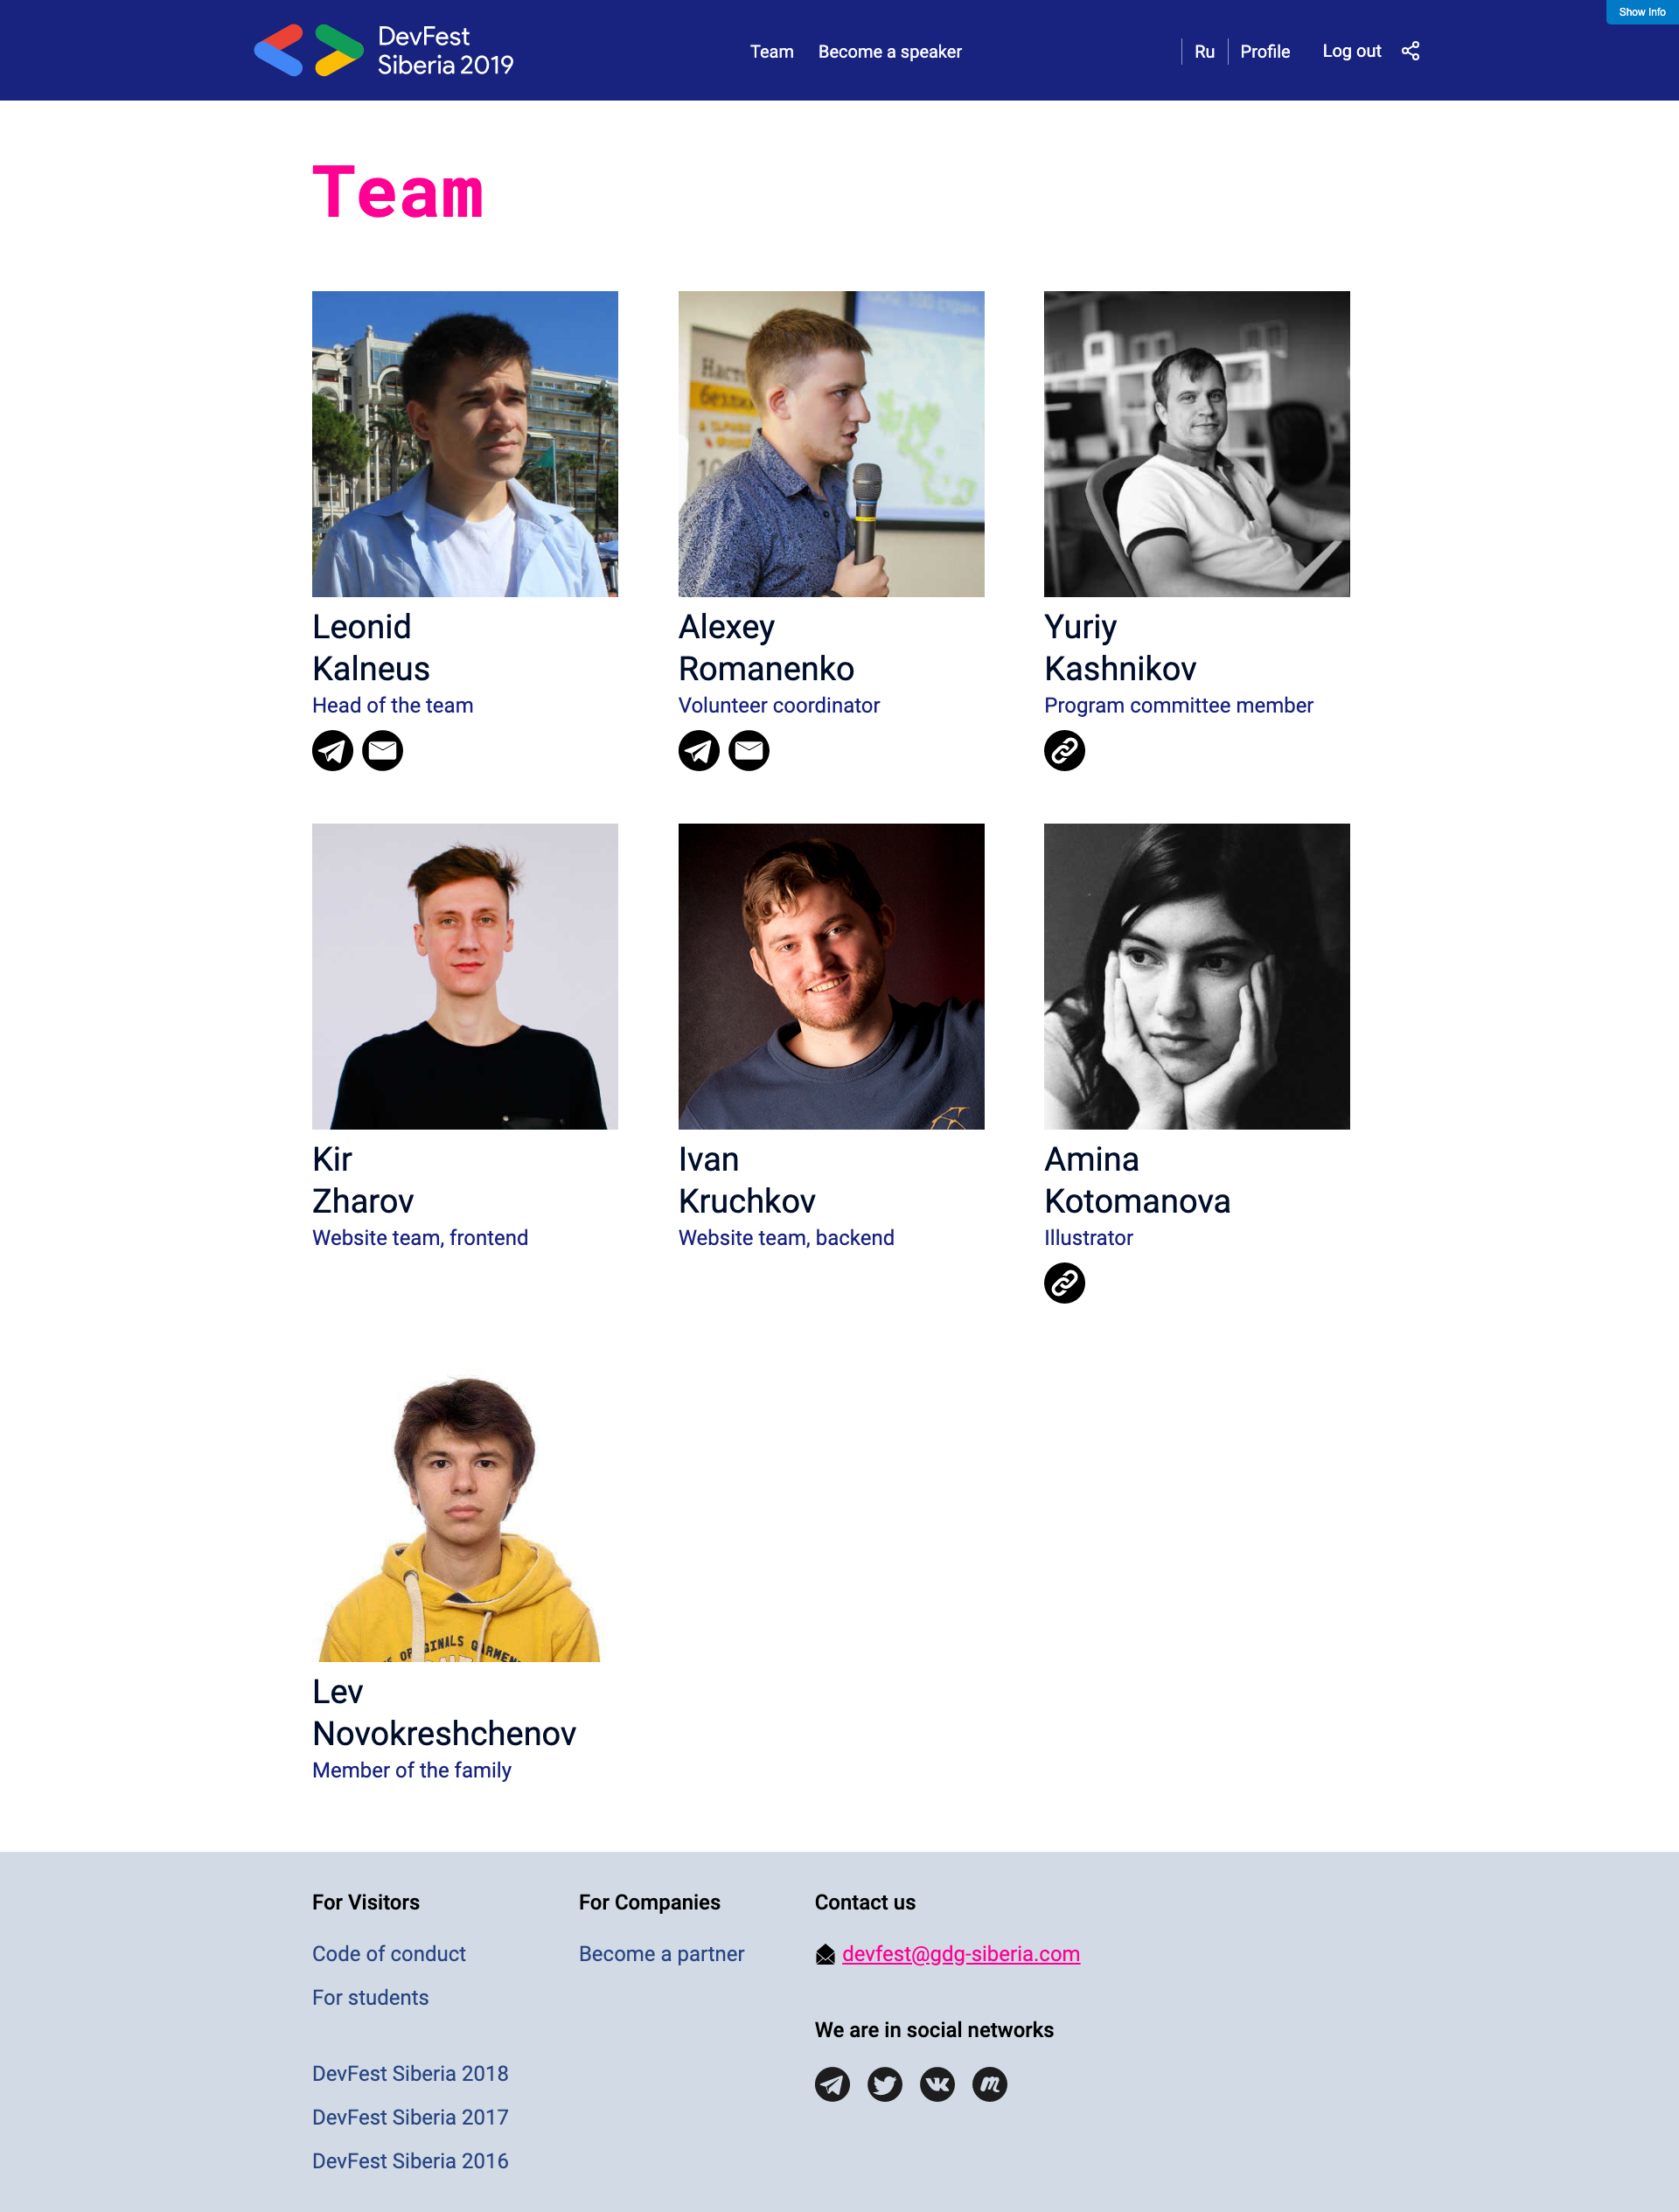 Show Info
DevFest
Siberia 2019
Team
Become a speaker
Ru
Profile
Log out
Team
100 стран,
Leonid
Kalneus
Head of the team
Alexey
Romanenko
Volunteer coordinator
Yuriy
Kashnikov
Program committee member
Kir
Zharov
Website team, frontend
Ivan
Kruchkov
Website team, backend
Amina
Kotomanova
Illustrator
Lev
Novokreshchenov
Member of the family
For Visitors
For Companies
Contact us
Code of conduct
Become a partner
devfest@gdg-siberia.com
For students
We are in social networks
DevFest Siberia 2018
DevFest Siberia 2017
DevFest Siberia 2016